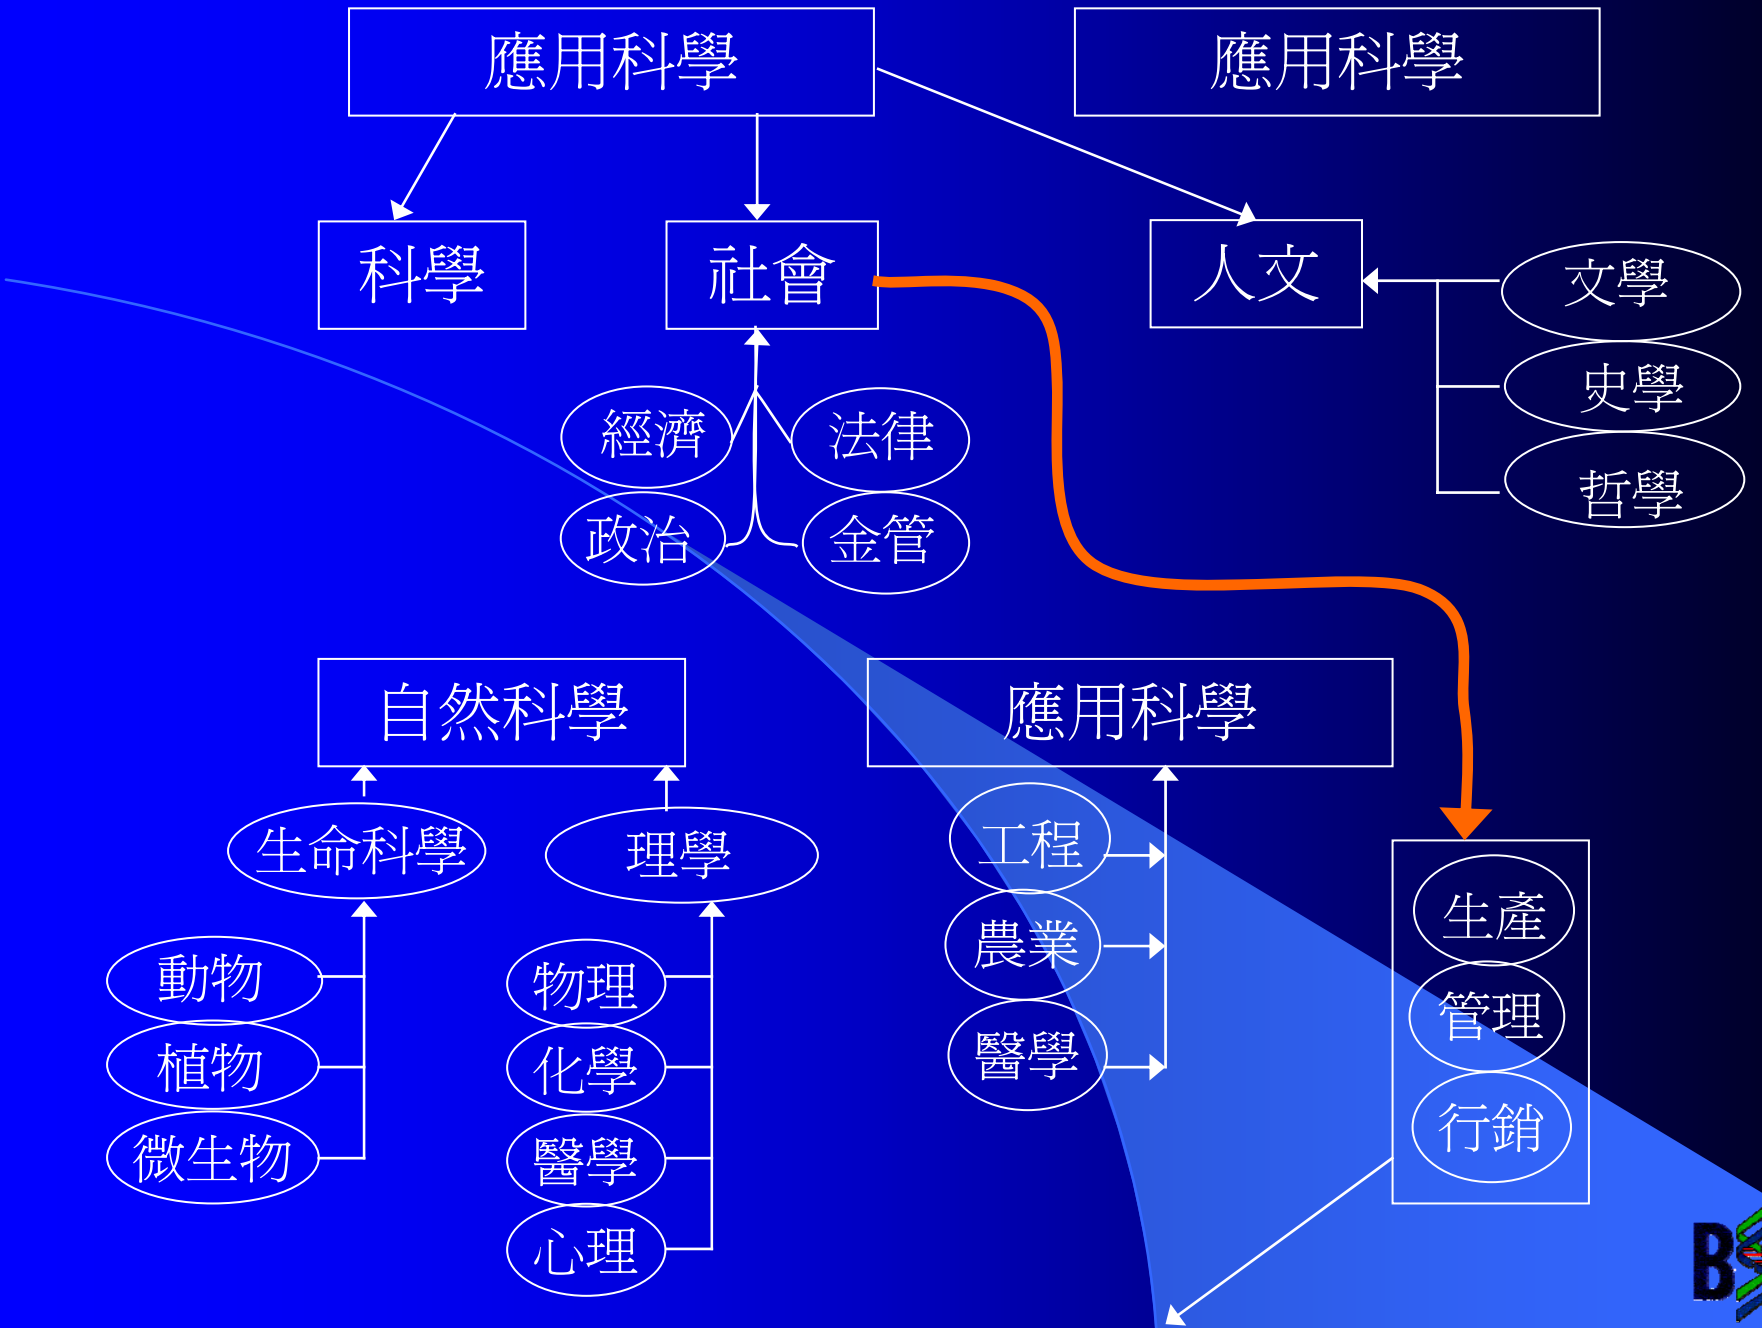 應用科學
應用科學
科學
社會
人文
文學
史學
哲學
經濟
法律
政治
金管
自然科學
應用科學
生命科學
理學
動物
植物
微生物
物理
化學
醫學
心理
工程
農業
醫學
生產
管理
行銷
B